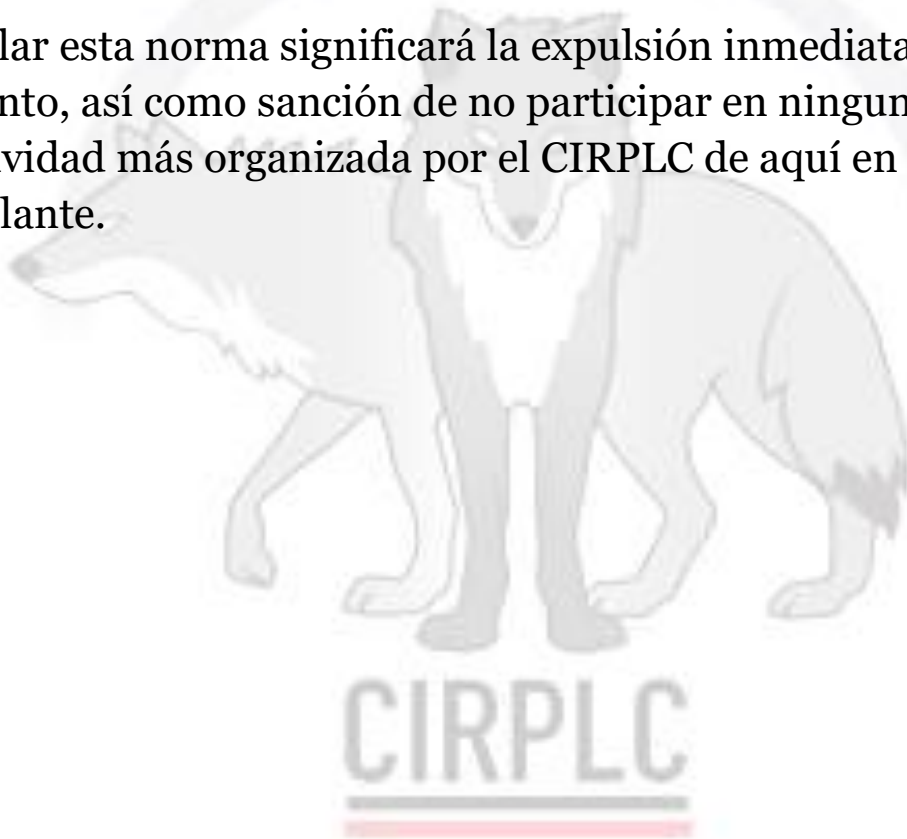 lar esta norma significará la expulsión inmediata
nto, así como sanción de no participar en ningun
vidad más organizada por el CIRPLC de aquí en
lante.
CIRPLC